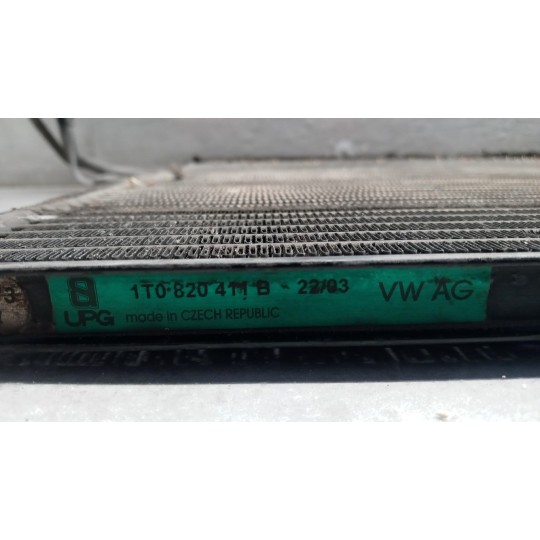 1T0 820 411 B - 22/03 VW AG
UPG made in CZECH REPUBLIC